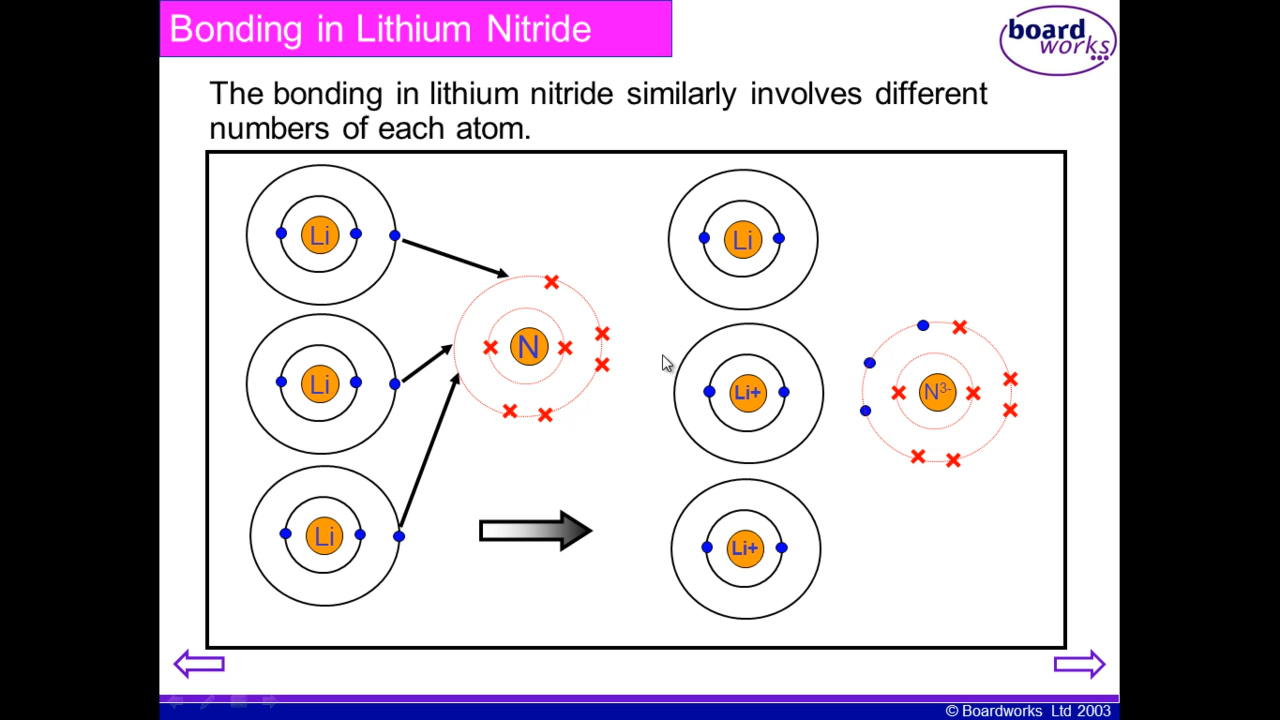 Bonding in Lithium Nitride
board
works
The bonding in lithium nitride similarly involves different
numbers of each atom.
Li
Li
Li
N
Li
Li+
Li+
N3-
© Boardworks Ltd 2003